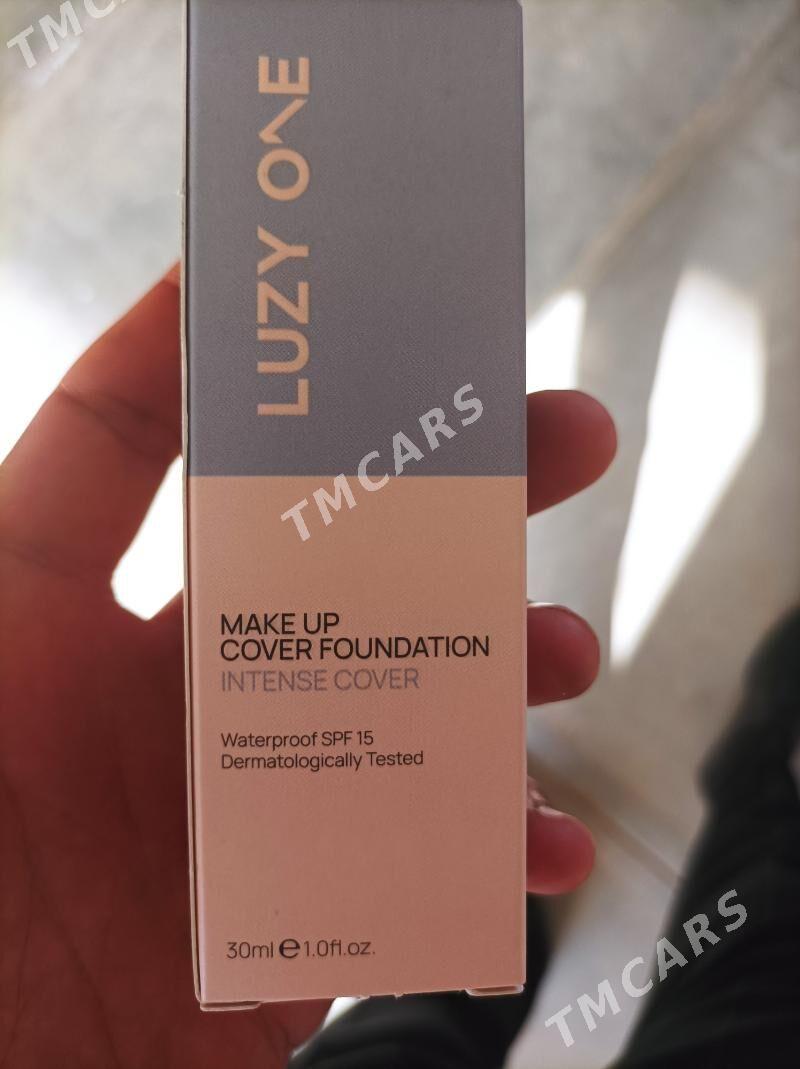 TMCARS
LUZY ONE
TMCARS
MAKE UP
COVER FOUNDATION
INTENSE COVER
Waterproof SPF 15
Dermatologically Tested
30ml e 1.0fl.oz.
TMCARS